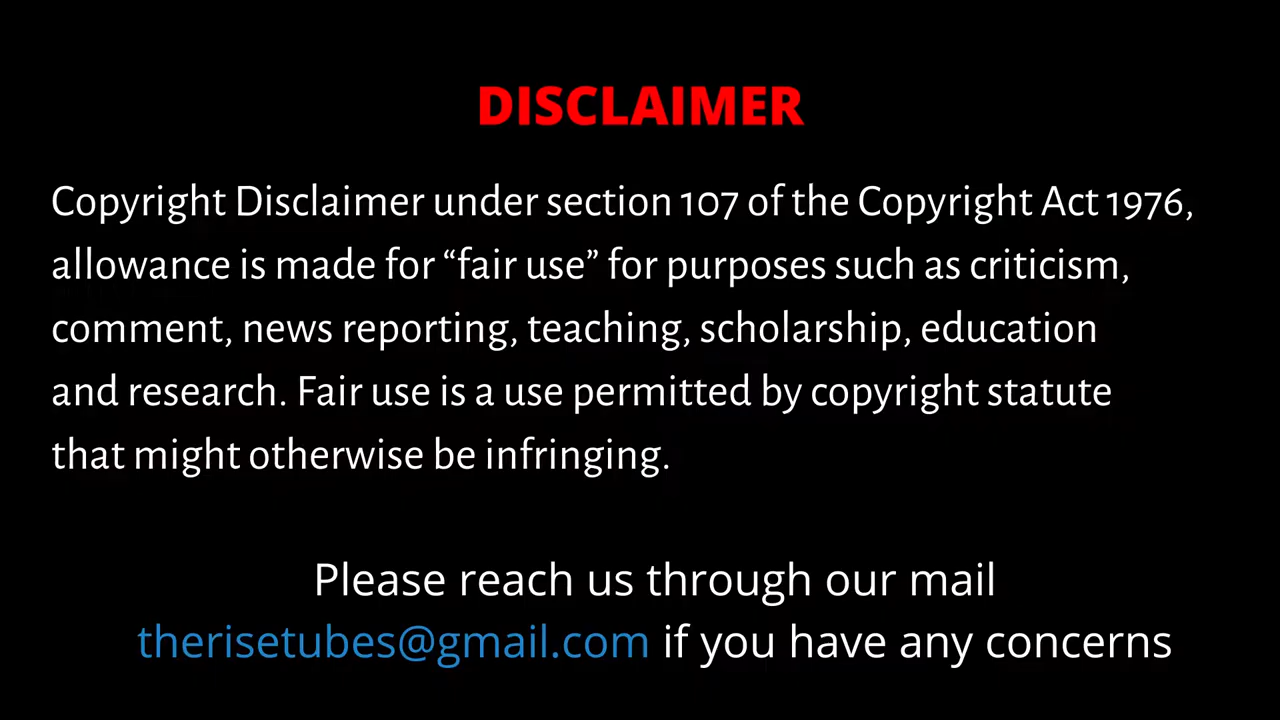 DISCLAIMER
Copyright Disclaimer under section 107 of the Copyright Act 1976,
allowance is made for “fair use” for purposes such as criticism,
comment, news reporting, teaching, scholarship, education
and research. Fair use is a use permitted by copyright statute
that might otherwise be infringing.
Please reach us through our mail
therisetubes@gmail.com if you have any concerns